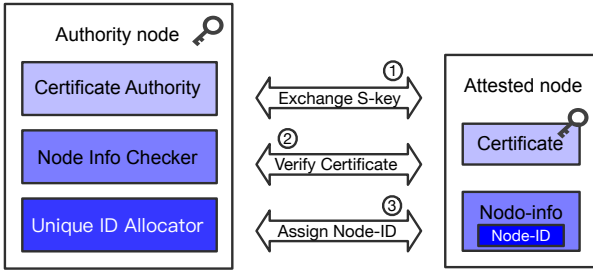 Authority node
Certificate Authority
Node Info Checker
Unique ID Allocator
①
Exchange S-key
②
Verify Certificate
③
Assign Node-ID
Attested node
Certificate
Nodo-info
Node-ID